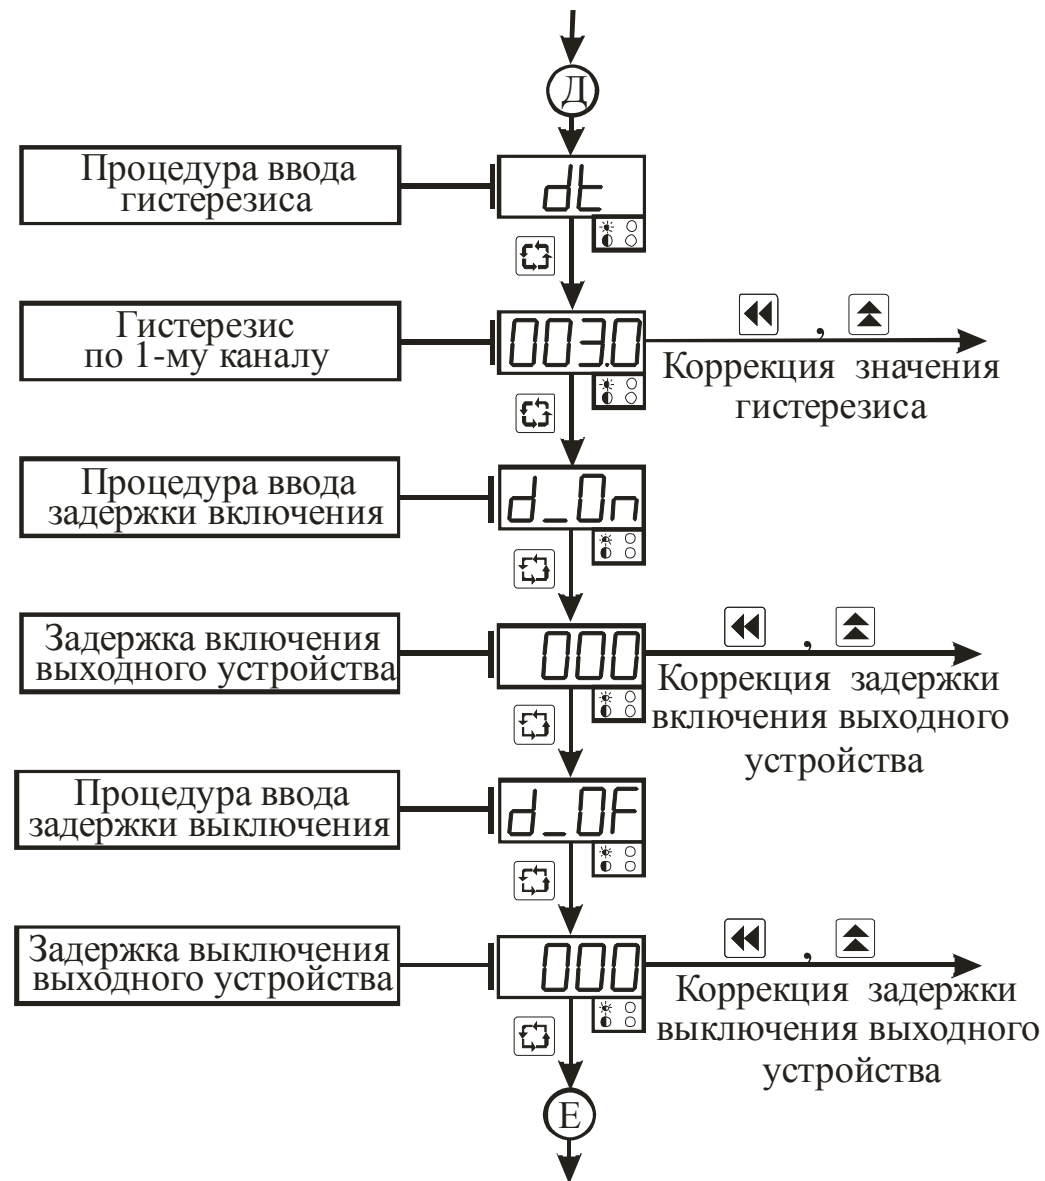 Д
Процедура ввода
гистерезиса
dt
Гистерезис
по 1-му каналу
003.0
,
Коррекция значения
гистерезиса
Процедура ввода
задержки включения
d_On
Задержка включения
выходного устройства
000
,
Коррекция задержки
включения выходного
устройства
Процедура ввода
задержки выключения
d_OF
Задержка выключения
выходного устройства
000
,
Коррекция задержки
выключения выходного
устройства
Е